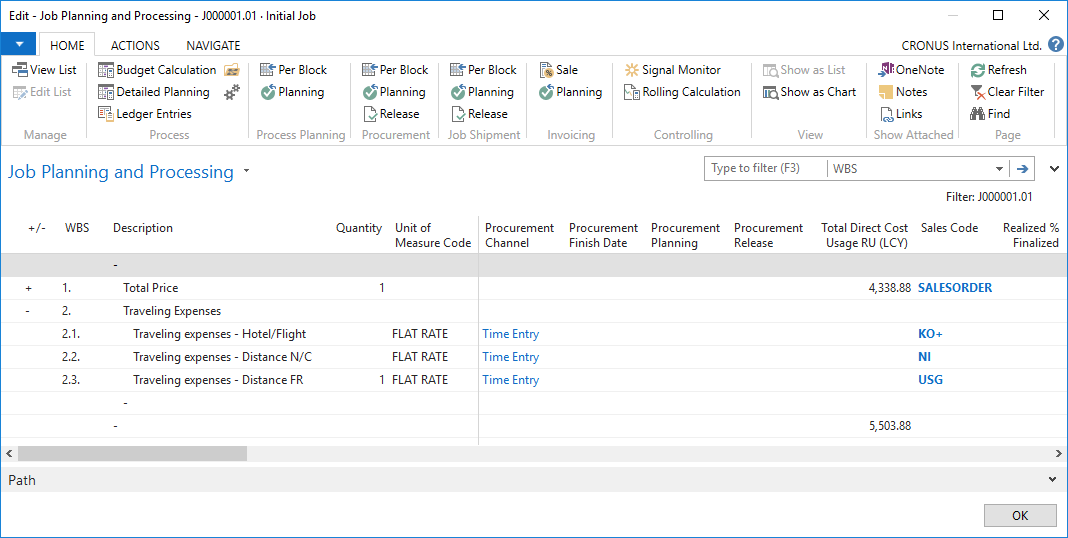 Edit - Job Planning and Processing - J000001.01 · Initial Job
HOME ACTIONS NAVIGATE CRONUS International Ltd. ?
View List Budget Calculation Per Block Per Block Per Block Sale Signal Monitor Show as List OneNote Refresh
Edit List Detailed Planning Planning Planning Planning Planning Rolling Calculation Show as Chart Notes Clear Filter
Ledger Entries Release Release Links Find
Manage Process Process Planning Procurement Job Shipment Invoicing Controlling View Show Attached Page
Job Planning and Processing Type to filter (F3) WBS
Filter: J000001.01
+/- WBS Description Quantity Unit of Procurement Procurement Procurement Procurement Total Direct Cost Sales Code Realized %
Measure Code Channel Finish Date Planning Release Usage RU (LCY) Finalized
-
+ 1. Total Price 1 4,338.88 SALESORDER
- 2. Traveling Expenses
2.1. Traveling expenses - Hotel/Flight FLAT RATE Time Entry KO+
2.2. Traveling expenses - Distance N/C FLAT RATE Time Entry NI
2.3. Traveling expenses - Distance FR 1 FLAT RATE Time Entry USG
-
- 5,503.88
Path
OK